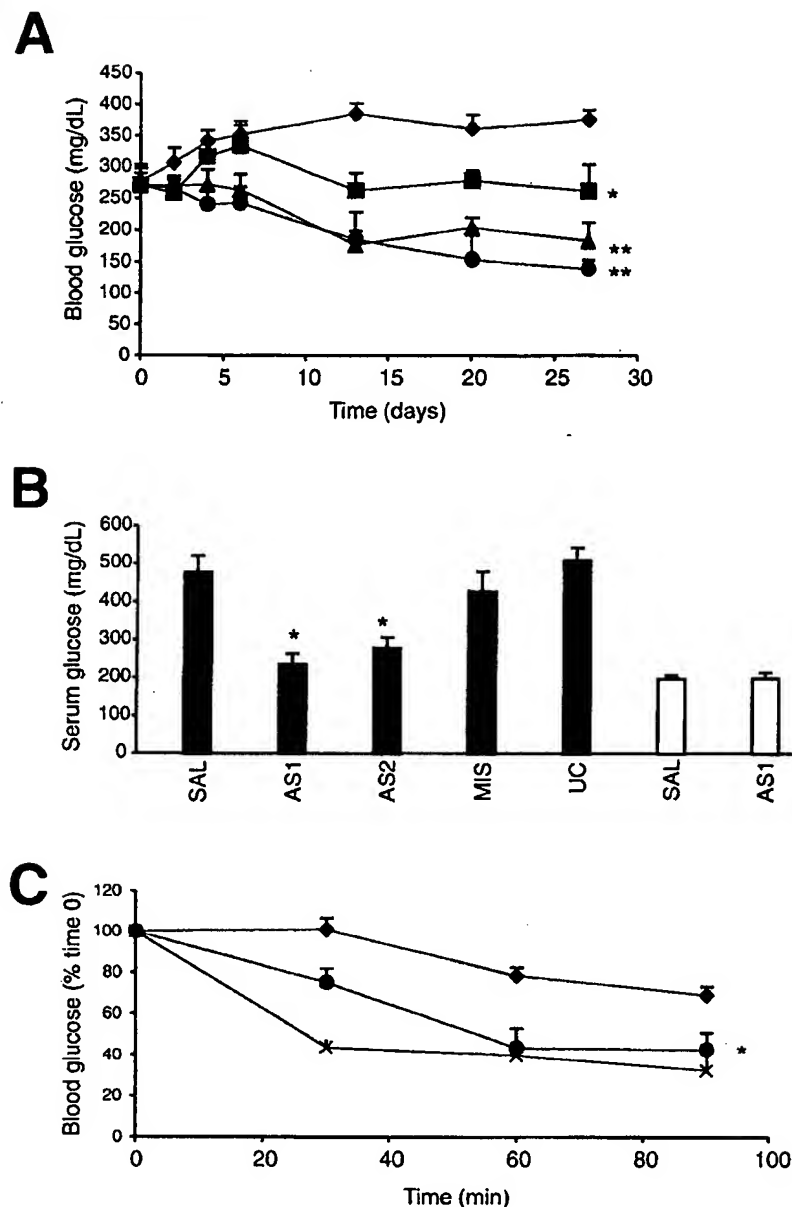 A
Blood glucose (mg/dL)
450
400
350
300
250
200
150
100
50
0
*
**
**
0 5 10 15 20 25 30
Time (days)
B
Serum glucose (mg/dL)
600
500
400
300
200
100
0
* *
SAL AS1 AS2 MIS UC SAL AS1
C
Blood glucose (% time 0)
120
100
80
60
40
20
0
*
0 20 40 60 80 100
Time (min)